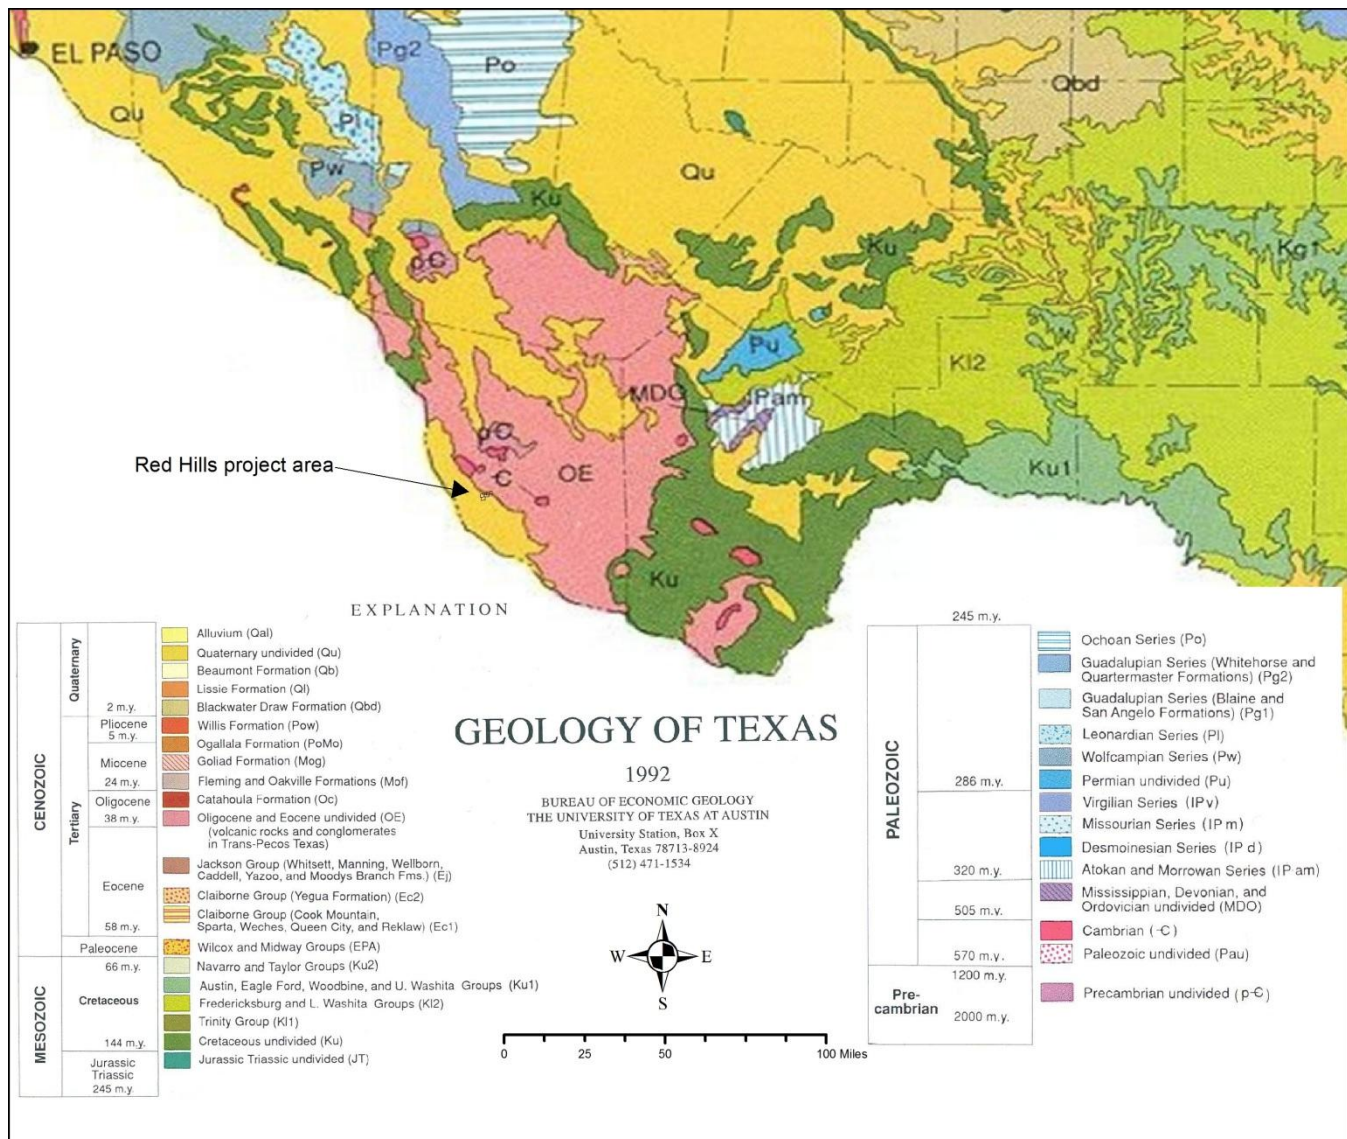 EL PASO
Pg2
Po
Qbd
Qu
Pl
Pw
Qu
Ku
Ku
Kg1
p-Є
Pu
Kl2
MDO
IPam
p-Є
Red Hills project area
Є
OE
Ku1
Ku
EXPLANATION
CENOZOIC
Quaternary
2 m.y.
Tertiary
Pliocene
5 m.y.
Miocene
24 m.y.
Oligocene
38 m.y.
Eocene
58 m.y.
Paleocene
MESOZOIC
66 m.y.
Cretaceous
144 m.y.
Jurassic
Triassic
245 m.y.
Alluvium (Qal)
Quaternary undivided (Qu)
Beaumont Formation (Qb)
Lissie Formation (Ql)
Blackwater Draw Formation (Qbd)
Willis Formation (Pow)
Ogallala Formation (PoMo)
Goliad Formation (Mog)
Fleming and Oakville Formations (Mof)
Catahoula Formation (Oc)
Oligocene and Eocene undivided (OE)
(volcanic rocks and conglomerates
in Trans-Pecos Texas)
Jackson Group (Whitsett, Manning, Wellborn,
Caddell, Yazoo, and Moodys Branch Fms.) (Ej)
Claiborne Group (Yegua Formation) (Ec2)
Claiborne Group (Cook Mountain,
Sparta, Weches, Queen City, and Reklaw) (Ec1)
Wilcox and Midway Groups (EPA)
Navarro and Taylor Groups (Ku2)
Austin, Eagle Ford, Woodbine, and U. Washita Groups (Ku1)
Fredericksburg and L. Washita Groups (Kl2)
Trinity Group (Kl1)
Cretaceous undivided (Ku)
Jurassic Triassic undivided (JT)
GEOLOGY OF TEXAS
1992
BUREAU OF ECONOMIC GEOLOGY
THE UNIVERSITY OF TEXAS AT AUSTIN
University Station, Box X
Austin, Texas 78713-8924
(512) 471-1534
N
W E
S
0 25 50 100 Miles
245 m.y.
PALEOZOIC
286 m.y.
320 m.y.
505 m.y.
570 m.y.
Pre-
cambrian
1200 m.y.
2000 m.y.
Ochoan Series (Po)
Guadalupian Series (Whitehorse and
Quartermaster Formations) (Pg2)
Guadalupian Series (Blaine and
San Angelo Formations) (Pg1)
Leonardian Series (Pl)
Wolfcampian Series (Pw)
Permian undivided (Pu)
Virgilian Series (IPv)
Missourian Series (IP m)
Desmoinesian Series (IP d)
Atokan and Morrowan Series (IP am)
Mississippian, Devonian, and
Ordovician undivided (MDO)
Cambrian (Є)
Paleozoic undivided (Pau)
Precambrian undivided (p-Є)